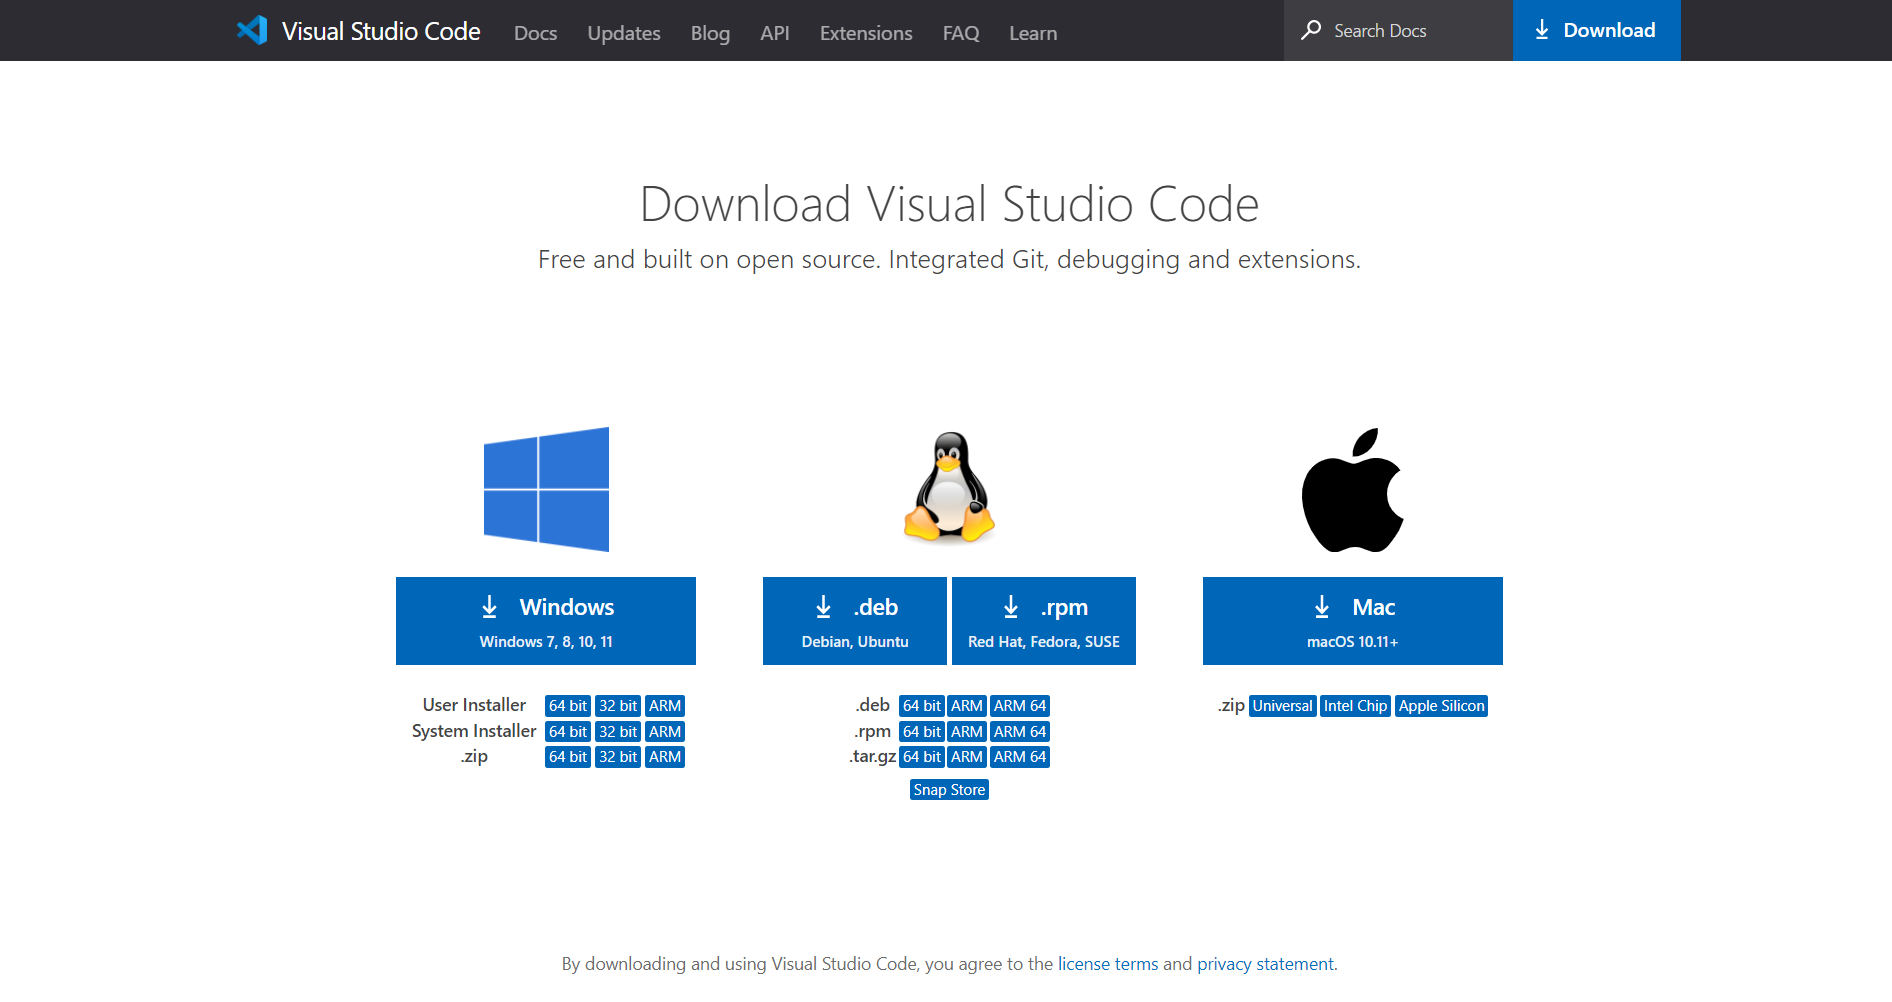 Visual Studio Code Docs Updates Blog API Extensions FAQ Learn Search Docs Download
Download Visual Studio Code
Free and built on open source. Integrated Git, debugging and extensions.
Windows
Windows 7, 8, 10, 11
User Installer 64 bit 32 bit ARM
System Installer 64 bit 32 bit ARM
.zip 64 bit 32 bit ARM
.deb
Debian, Ubuntu
.rpm
Red Hat, Fedora, SUSE
.deb 64 bit ARM ARM 64
.rpm 64 bit ARM ARM 64
.tar.gz 64 bit ARM ARM 64
Snap Store
Mac
macOS 10.11+
.zip Universal Intel Chip Apple Silicon
By downloading and using Visual Studio Code, you agree to the license terms and privacy statement.